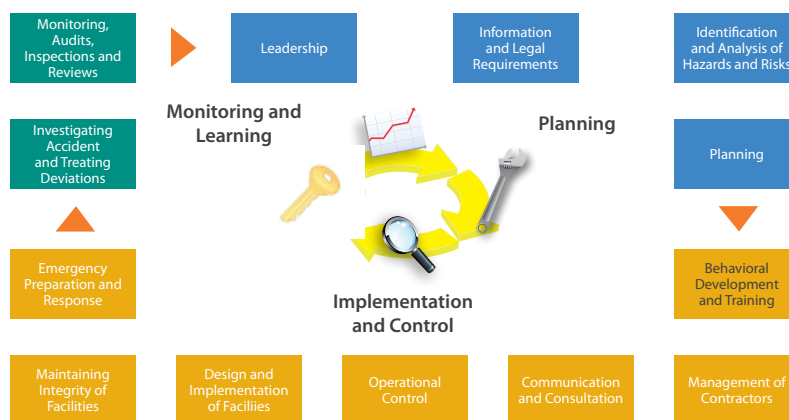 Monitoring,
Audits,
Inspections and
Reviews
Leadership
Information
and Legal
Requirements
Identification
and Analysis of
Hazards and Risks
Monitoring and
Learning
Planning
Investigating
Accident
and Treating
Deviations
Planning
Emergency
Preparation and
Response
Behavioral
Development
and Training
Implementation
and Control
Maintaining
Integrity of
Facilities
Design and
Implementation
of Faciliies
Operational
Control
Communication
and Consultation
Management of
Contractors